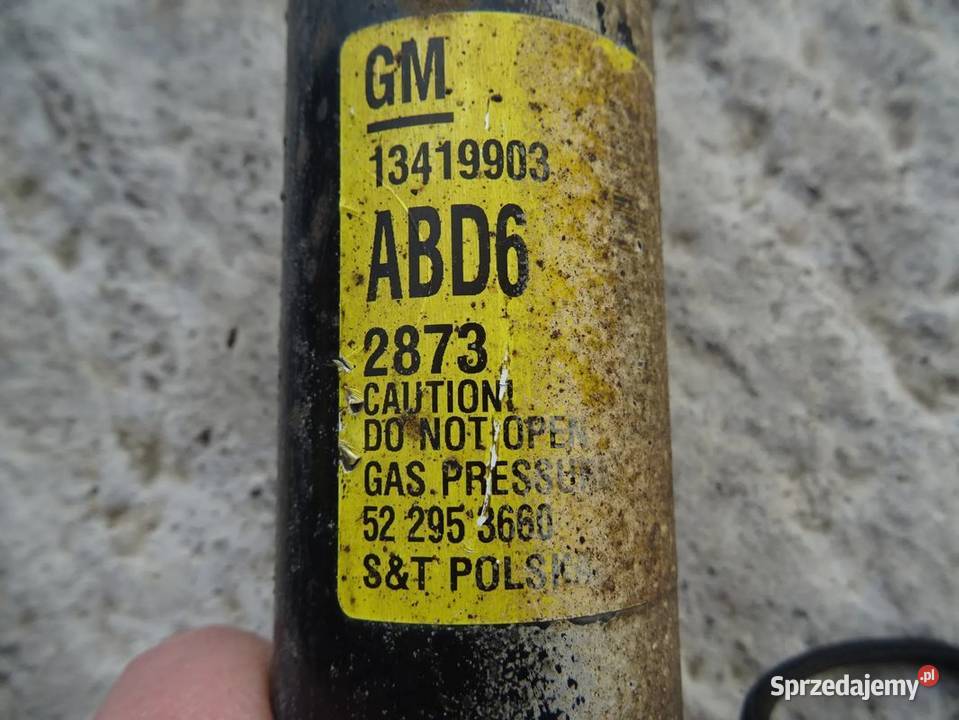 GM
13419903
ABD6
2873
CAUTION!
DO NOT OPEN
GAS PRESSURE
52 295 3660
S&T POLSKA
Sprzedajemy.pl